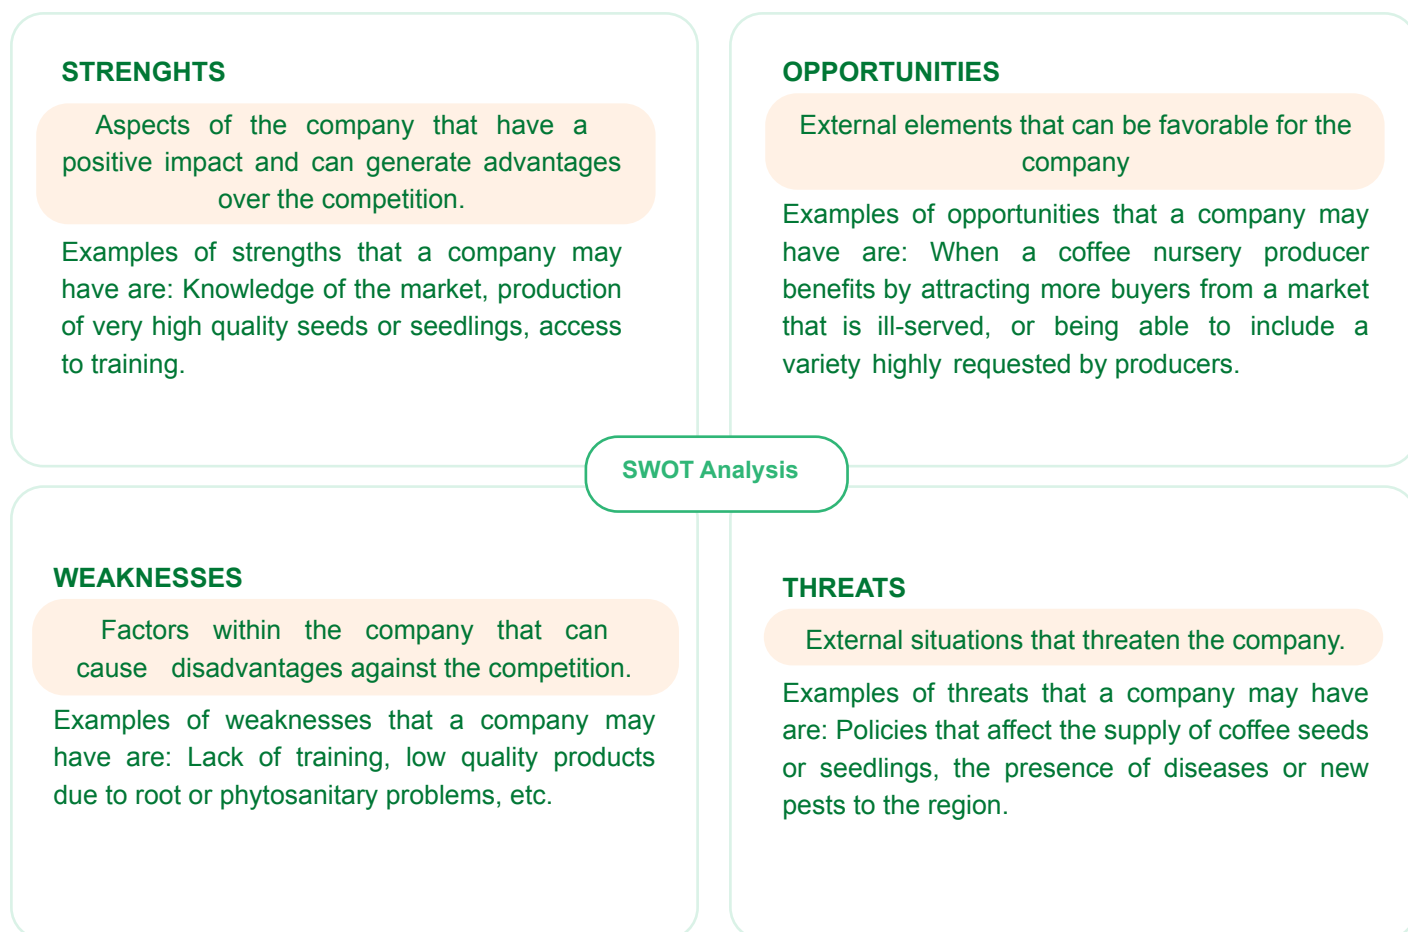 STRENGHTS
Aspects of the company that have a
positive impact and can generate advantages
over the competition.
Examples of strengths that a company may
have are: Knowledge of the market, production
of very high quality seeds or seedlings, access
to training.
OPPORTUNITIES
External elements that can be favorable for the
company
Examples of opportunities that a company may
have are: When a coffee nursery producer
benefits by attracting more buyers from a market
that is ill-served, or being able to include a
variety highly requested by producers.
SWOT Analysis
WEAKNESSES
Factors within the company that can
cause disadvantages against the competition.
Examples of weaknesses that a company may
have are: Lack of training, low quality products
due to root or phytosanitary problems, etc.
THREATS
External situations that threaten the company.
Examples of threats that a company may have
are: Policies that affect the supply of coffee seeds
or seedlings, the presence of diseases or new
pests to the region.